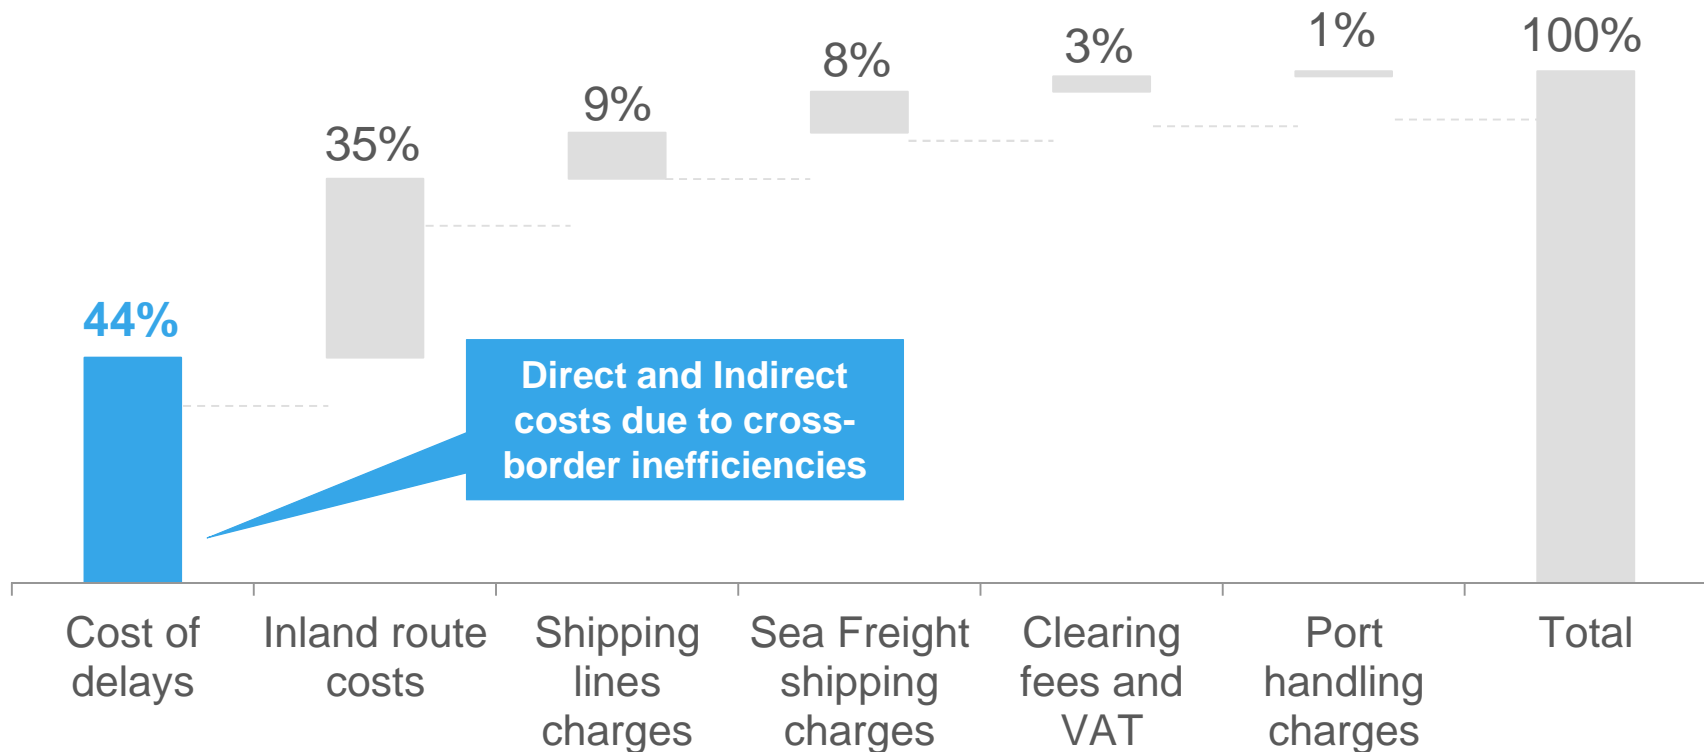 44%
35%
9%
8%
3%
1%
100%
Direct and Indirect
costs due to cross-
border inefficiencies
Cost of
delays
Inland route
costs
Shipping
lines
charges
Sea Freight
shipping
charges
Clearing
fees and
VAT
Port
handling
charges
Total